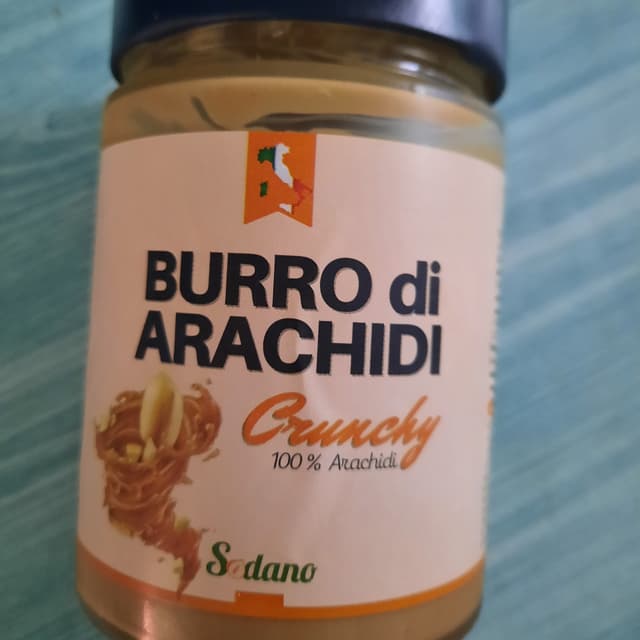 BURRO di
ARACHIDI
Crunchy
100 % Arachidi
Sodano